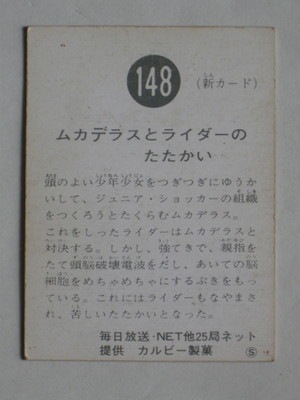 148
(新カード)
ムカデラスとライダーの
たたかい
頭のよい少年少女をつぎつぎにゆうか
いして、ジュニア・ショッカーの組織
をつくろうとたくらむムカデラス。
これをしったライダーはムカデラスと
対決する。しかし、強てきで、親指を
たて頭脳破壊電波をだし、あいての脳
細胞をめちゃめちゃにするぶきをもっ
ている。これにはライダーもなやまさ
れ、苦しいたたかいとなった。
毎日放送・NET他25局ネット
提供 カルビー製菓 Ⓢ